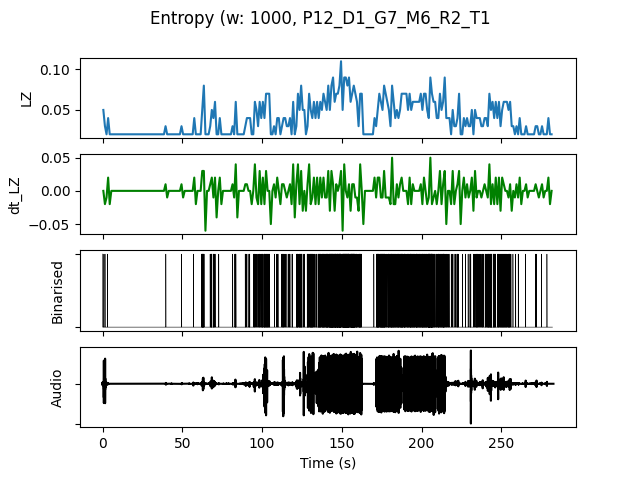 Entropy (w: 1000, P12_D1_G7_M6_R2_T1
0.10
0.05
LZ
0.05
0.00
−0.05
dt_LZ
Binarised
Audio
0 50 100 150 200 250
Time (s)